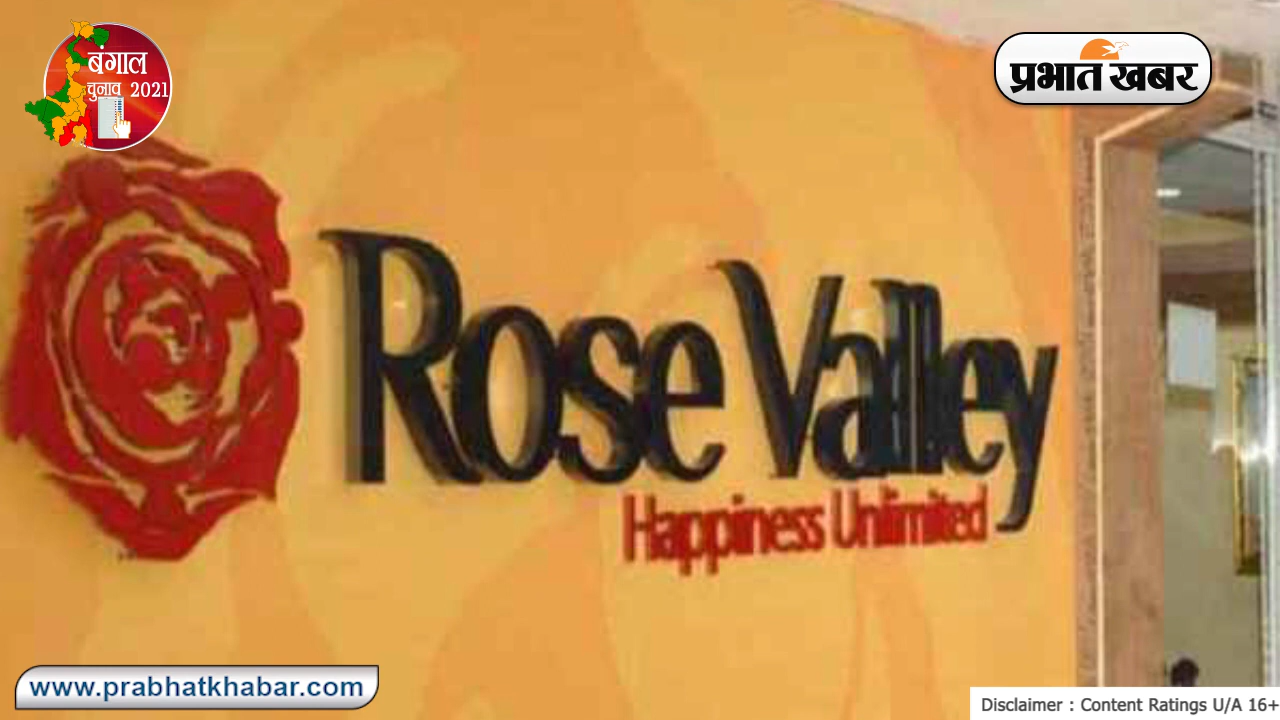 बंगाल
चुनाव 2021
प्रभात खबर
Rose Valley
Happiness Unlimited
www.prabhatkhabar.com
Disclaimer : Content Ratings U/A 16+